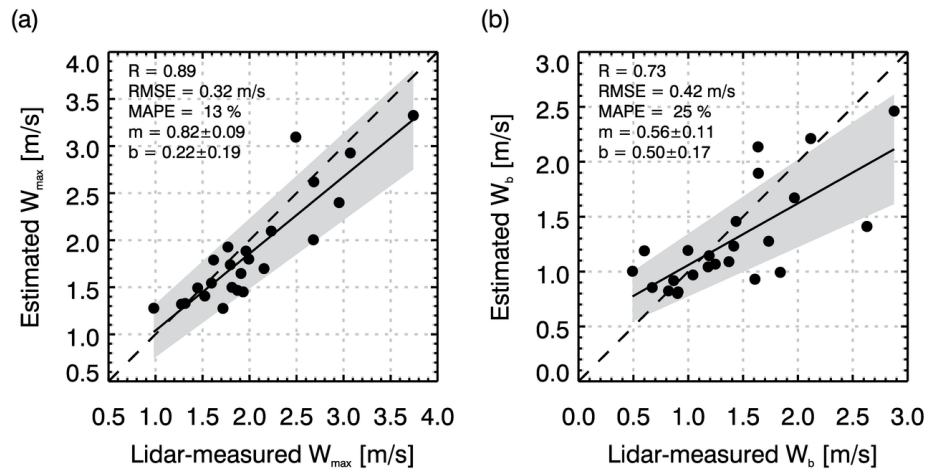 (a)
R = 0.89
RMSE = 0.32 m/s
MAPE = 13 %
m = 0.82±0.09
b = 0.22±0.19
4.0
3.5
3.0
2.5
2.0
1.5
1.0
0.5
Estimated Wmax [m/s]
0.5 1.0 1.5 2.0 2.5 3.0 3.5 4.0
Lidar-measured Wmax [m/s]
(b)
R = 0.73
RMSE = 0.42 m/s
MAPE = 25 %
m = 0.56±0.11
b = 0.50±0.17
3.0
2.5
2.0
1.5
1.0
0.5
0.0
Estimated Wb [m/s]
0.0 0.5 1.0 1.5 2.0 2.5 3.0
Lidar-measured Wb [m/s]